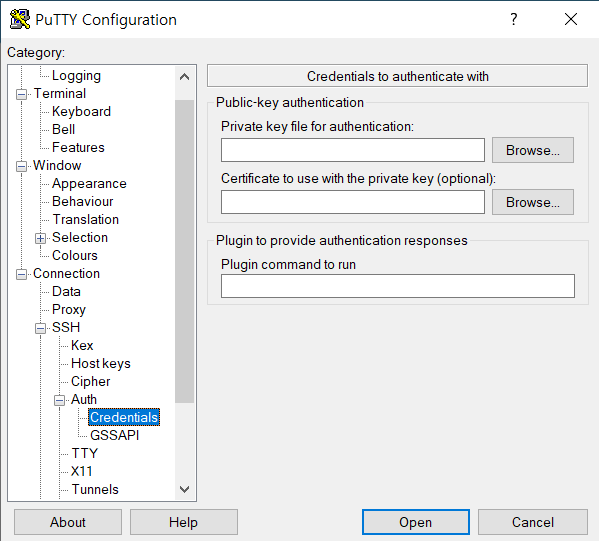 PuTTY Configuration
Category:
Logging
Terminal
Keyboard
Bell
Features
Window
Appearance
Behaviour
Translation
Selection
Colours
Connection
Data
Proxy
SSH
Kex
Host keys
Cipher
Auth
Credentials
GSSAPI
TTY
X11
Tunnels
Credentials to authenticate with
Public-key authentication
Private key file for authentication:
Browse...
Certificate to use with the private key (optional):
Browse...
Plugin to provide authentication responses
Plugin command to run
About
Help
Open
Cancel